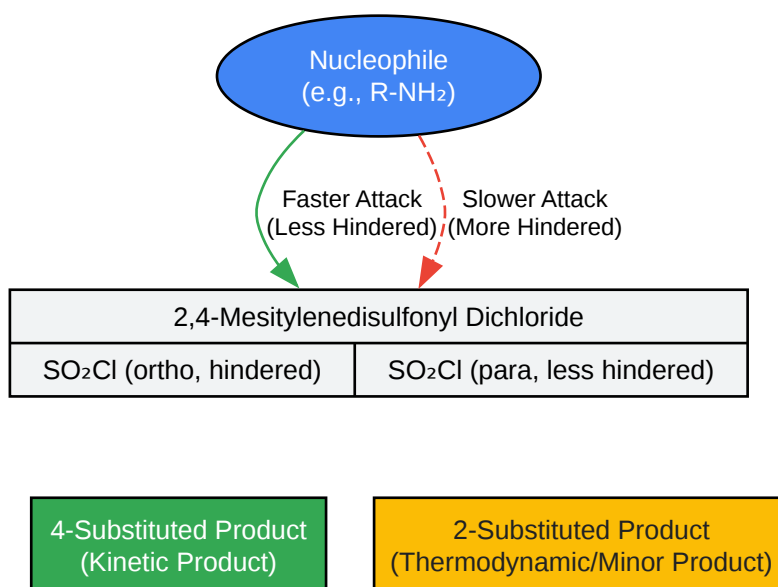 Nucleophile
(e.g., R-NH₂)
Faster Attack
(Less Hindered)
Slower Attack
(More Hindered)
2,4-Mesitylenedisulfonyl Dichloride
SO₂Cl (ortho, hindered)
SO₂Cl (para, less hindered)
4-Substituted Product
(Kinetic Product)
2-Substituted Product
(Thermodynamic/Minor Product)